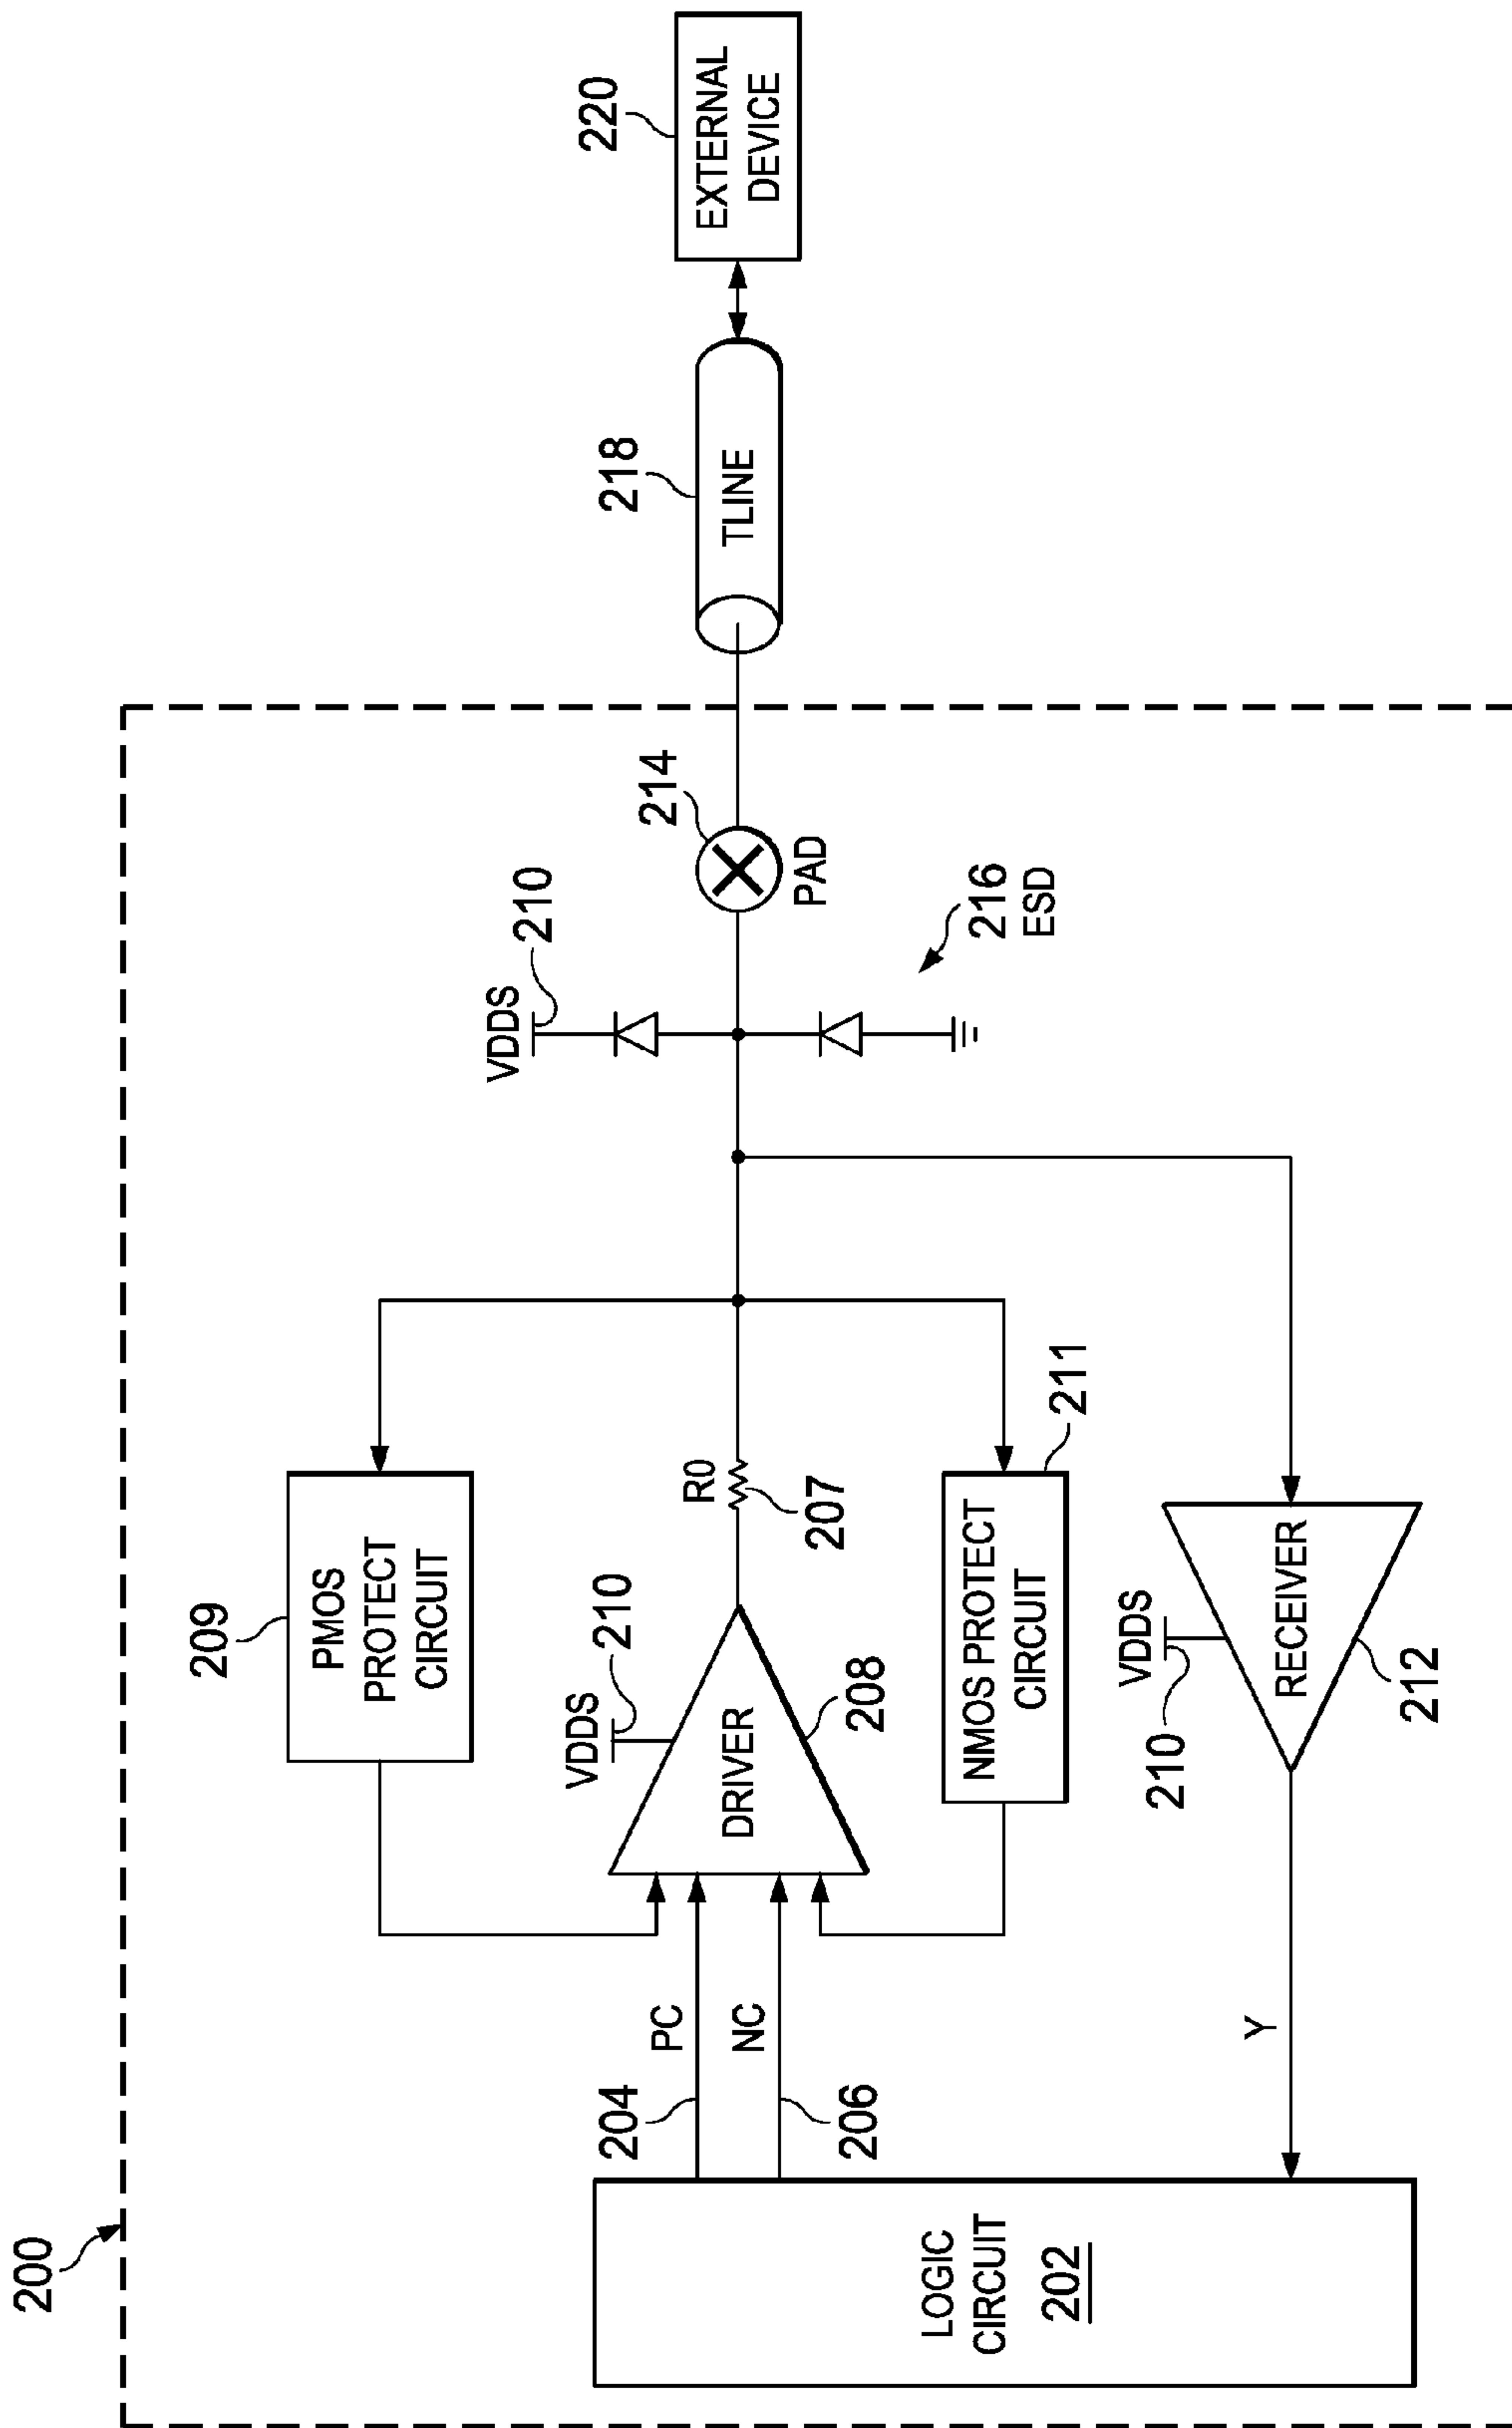 200
LOGIC
CIRCUIT
202
204
PC
NC
206
Y
209
PMOS
PROTECT
CIRCUIT
VDDS
210
DRIVER
208
R0
207
NMOS PROTECT
CIRCUIT
211
VDDS
210
RECEIVER
212
VDDS
210
216
ESD
214
PAD
218
TLINE
220
EXTERNAL
DEVICE